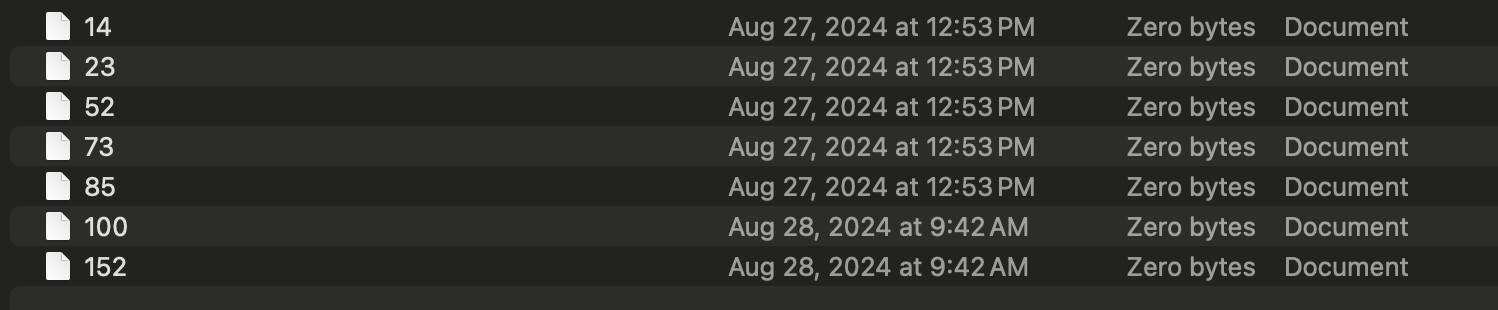 14 Aug 27, 2024 at 12:53 PM Zero bytes Document
23 Aug 27, 2024 at 12:53 PM Zero bytes Document
52 Aug 27, 2024 at 12:53 PM Zero bytes Document
73 Aug 27, 2024 at 12:53 PM Zero bytes Document
85 Aug 27, 2024 at 12:53 PM Zero bytes Document
100 Aug 28, 2024 at 9:42 AM Zero bytes Document
152 Aug 28, 2024 at 9:42 AM Zero bytes Document